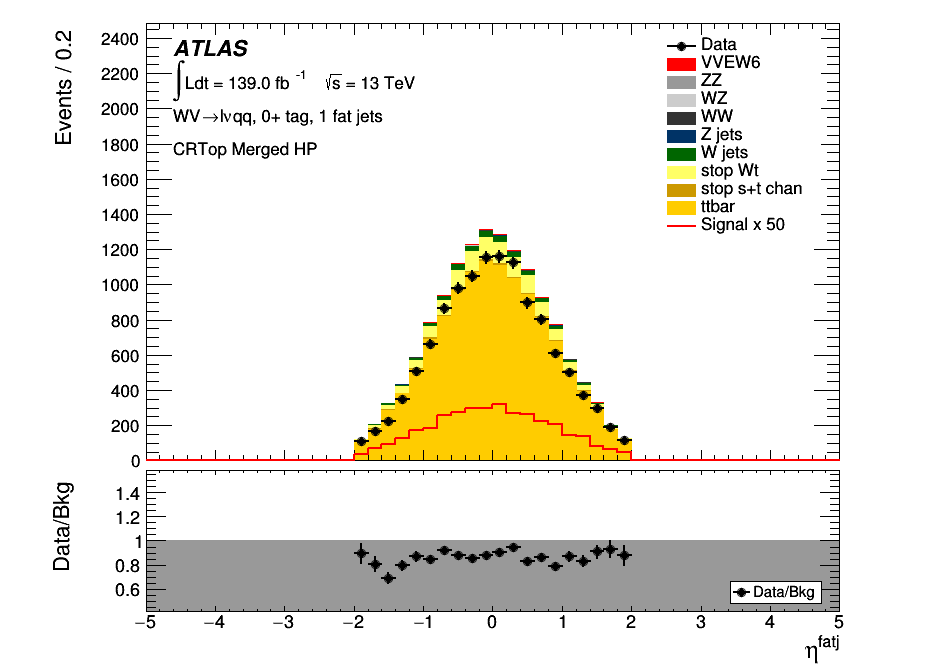 2400
2200
2000
1800
1600
1400
1200
1000
800
600
400
200
0
Events / 0.2
ATLAS
∫Ldt = 139.0 fb -1 √s = 13 TeV
WV→lνqq, 0+ tag, 1 fat jets
CRTop Merged HP
Data
VVEW6
ZZ
WZ
WW
Z jets
W jets
stop Wt
stop s+t chan
ttbar
Signal x 50
1.4
1.2
1
0.8
0.6
Data/Bkg
Data/Bkg
−5 −4 −3 −2 −1 0 1 2 3 4 5
η^fatj